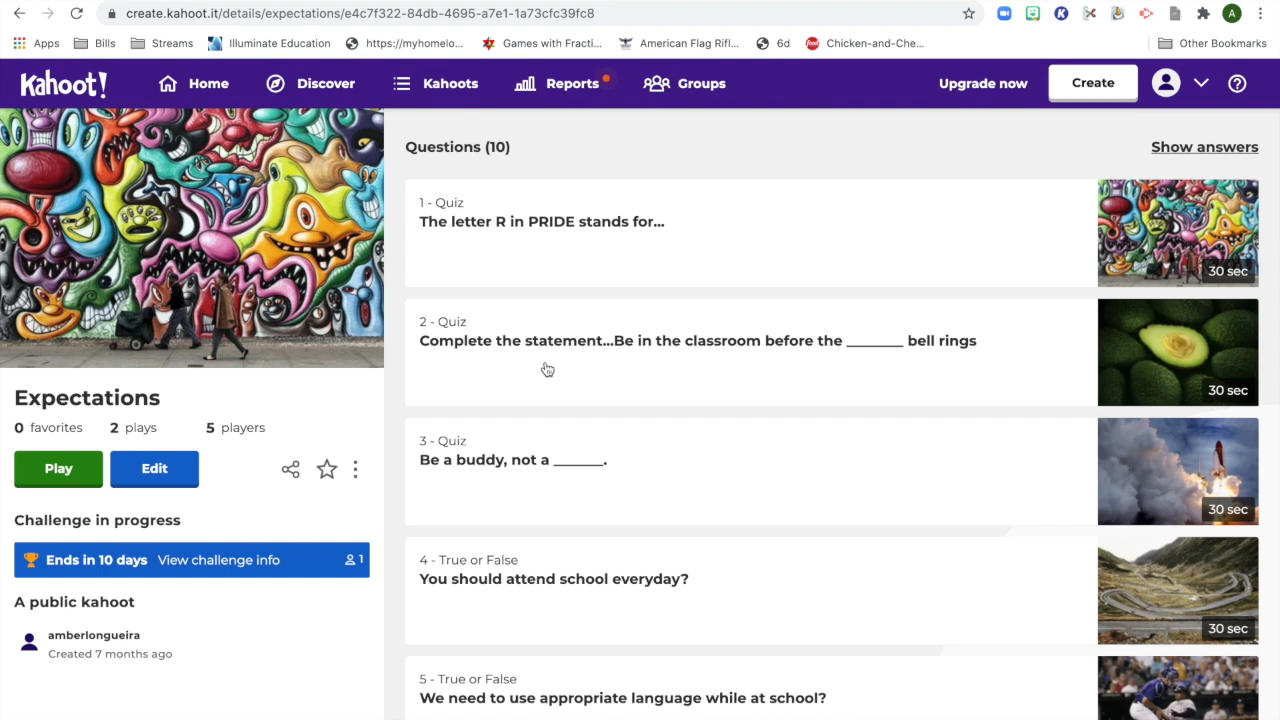 create.kahoot.it/details/expectations/e4c7f322-84db-4695-a7e1-1a73cfc39fc8
A
Apps Bills Streams Illuminate Education https://myhomelo... Games with Fracti... American Flag Rifl... 6d Chicken-and-Che... Other Bookmarks
Kahoot! Home Discover Kahoots Reports Groups Upgrade now Create
Questions (10) Show answers
1 - Quiz
The letter R in PRIDE stands for...
30 sec
2 - Quiz
Complete the statement...Be in the classroom before the ________ bell rings
30 sec
Expectations
0 favorites 2 plays 5 players
Play Edit
Challenge in progress
Ends in 10 days View challenge info 1
A public kahoot
amberlongueira
Created 7 months ago
3 - Quiz
Be a buddy, not a _______.
30 sec
4 - True or False
You should attend school everyday?
30 sec
5 - True or False
We need to use appropriate language while at school?